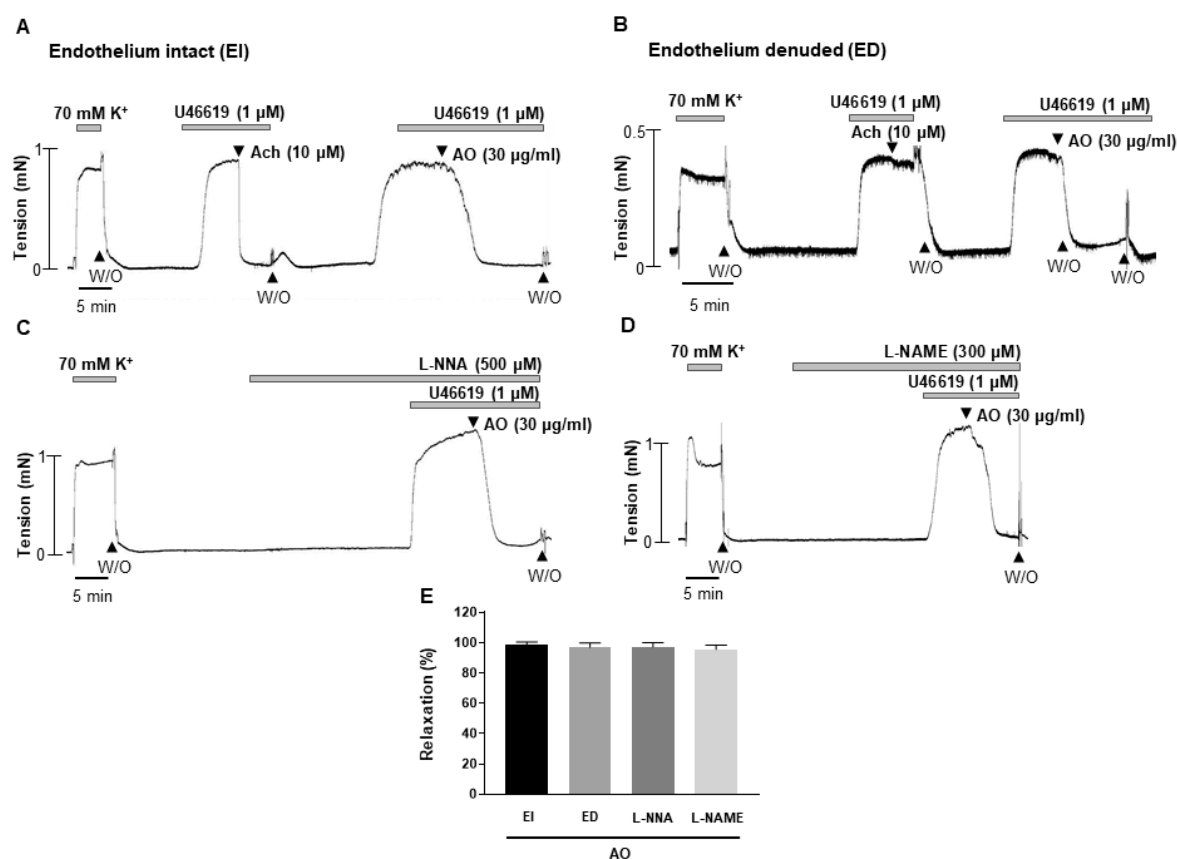 A
Endothelium intact (EI)
70 mM K⁺
U46619 (1 μM)
U46619 (1 μM)
Ach (10 μM)
AO (30 μg/ml)
Tension (mN)
1
0
W/O
W/O
W/O
5 min
B
Endothelium denuded (ED)
70 mM K⁺
U46619 (1 μM)
U46619 (1 μM)
Ach (10 μM)
AO (30 μg/ml)
Tension (mN)
0.5
0
W/O
W/O
W/O
W/O
5 min
C
70 mM K⁺
L-NNA (500 μM)
U46619 (1 μM)
AO (30 μg/ml)
Tension (mN)
1
0
W/O
W/O
5 min
D
70 mM K⁺
L-NAME (300 μM)
U46619 (1 μM)
AO (30 μg/ml)
Tension (mN)
1
0
W/O
W/O
5 min
E
Relaxation (%)
120
100
80
60
40
20
0
EI ED L-NNA L-NAME
AO